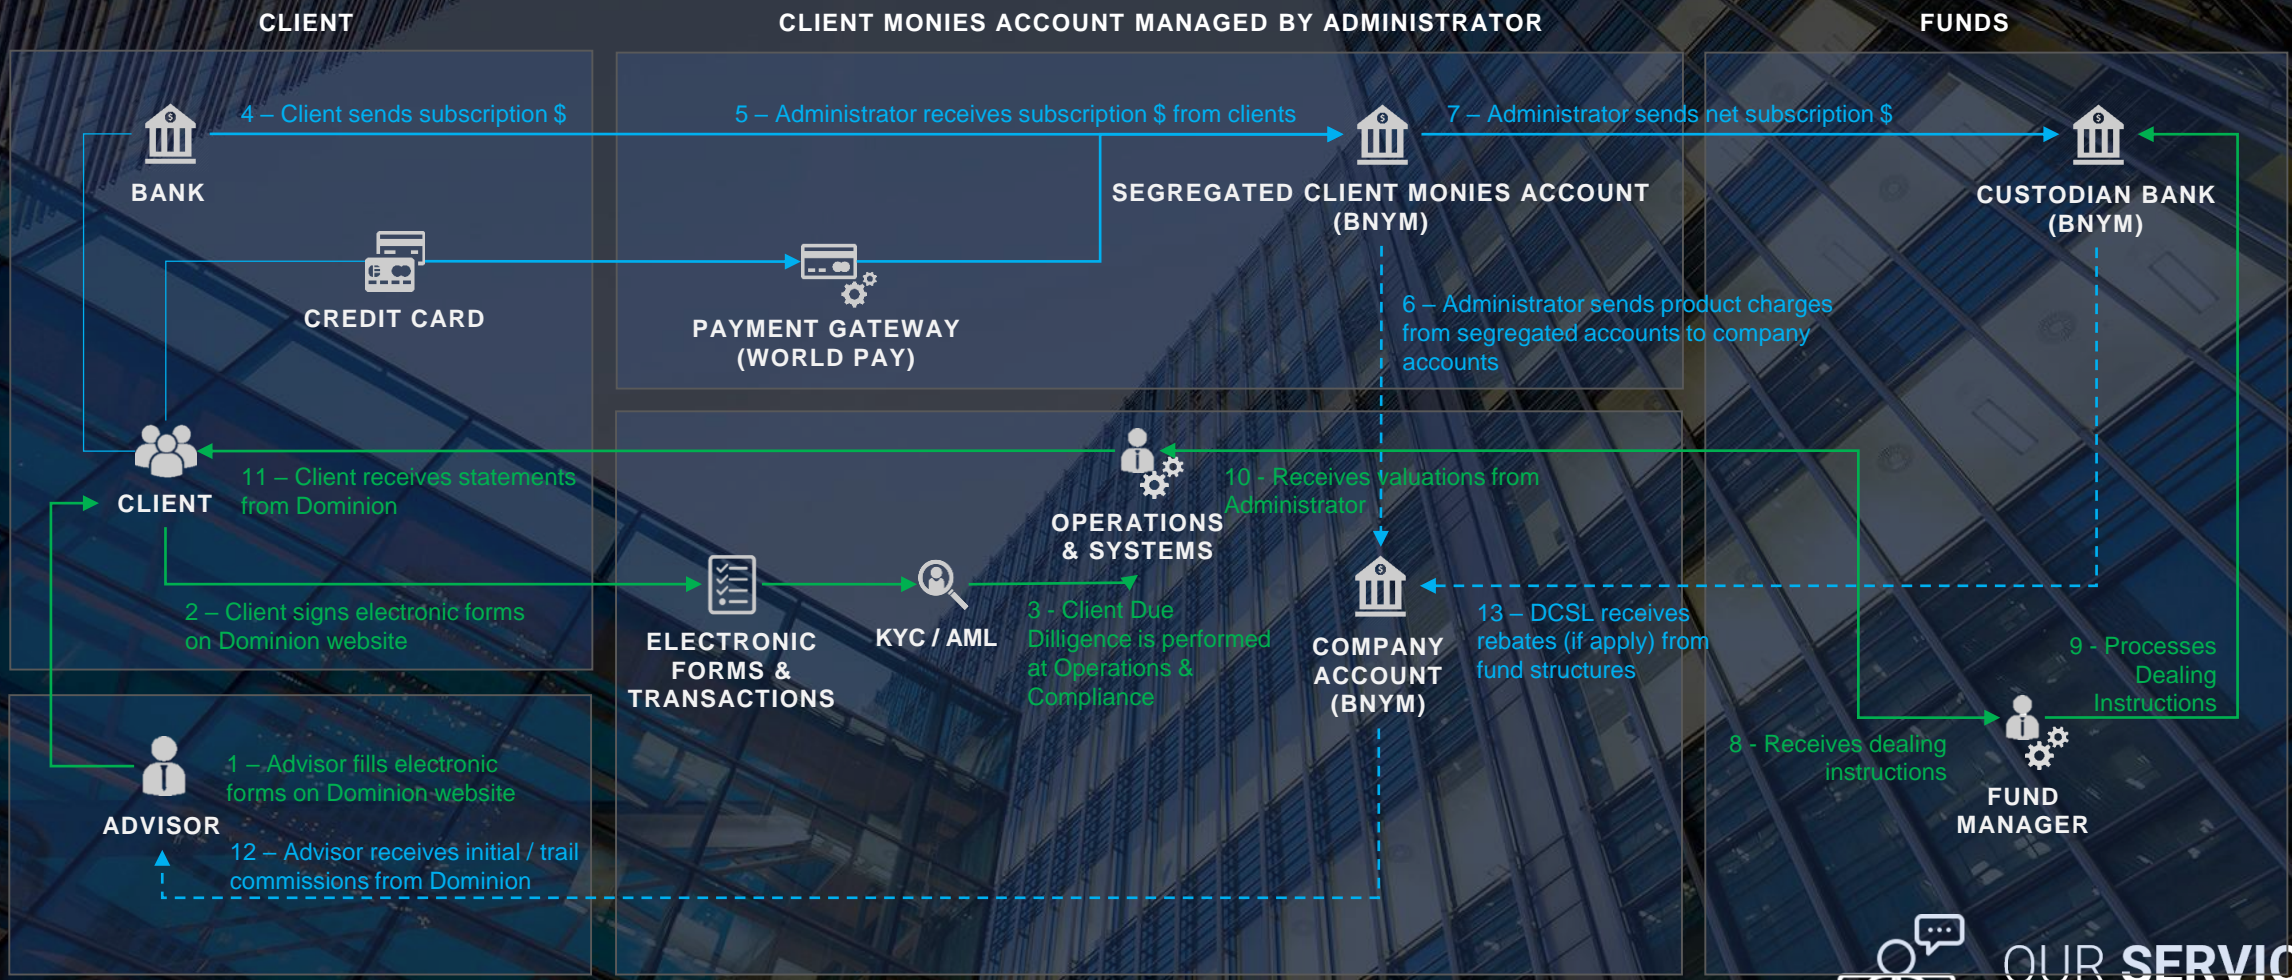 CLIENT
CLIENT MONIES ACCOUNT MANAGED BY ADMINISTRATOR
FUNDS
4 – Client sends subscription $
5 – Administrator receives subscription $ from clients
7 – Administrator sends net subscription $
BANK
SEGREGATED CLIENT MONIES ACCOUNT
(BNYM)
CUSTODIAN BANK
(BNYM)
CREDIT CARD
PAYMENT GATEWAY
(WORLD PAY)
6 – Administrator sends product charges
from segregated accounts to company
accounts
CLIENT
11 – Client receives statements
from Dominion
OPERATIONS
& SYSTEMS
10 - Receives valuations from
Administrator
2 – Client signs electronic forms
on Dominion website
ELECTRONIC
FORMS &
TRANSACTIONS
KYC / AML
3 - Client Due
Dilligence is performed
at Operations &
Compliance
COMPANY
ACCOUNT
(BNYM)
13 – DCSL receives
rebates (if apply) from
fund structures
9 - Processes
Dealing
Instructions
8 - Receives dealing
instructions
FUND
MANAGER
1 – Advisor fills electronic
forms on Dominion website
ADVISOR
12 – Advisor receives initial / trail
commissions from Dominion
OUR